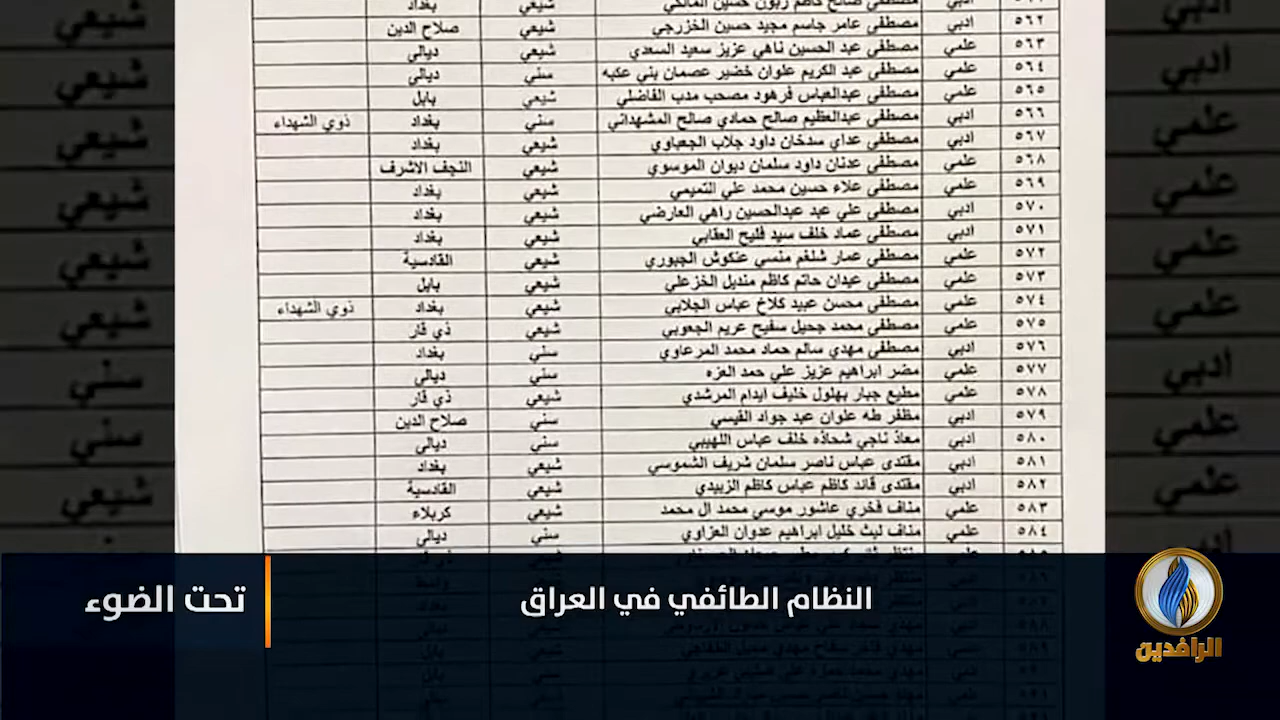 ادبي مصطفى صالح كاظم زبون حسين المالكي شيعي بغداد
٥٦٢ ادبي مصطفى عامر جاسم مجيد حسين الخزرجي شيعي صلاح الدين
٥٦٣ علمي مصطفى عبد الحسين ناهي عزيز سعيد السعدي شيعي ديالى
٥٦٤ علمي مصطفى عبد الكريم علوان خضير عصمان بني عكبه سني ديالى
٥٦٥ علمي مصطفى عبدالعباس فرهود مصحب مدب الفاضلي شيعي بابل
٥٦٦ ادبي مصطفى عبدالعظيم صالح حمادي صالح المشهداني سني بغداد ذوي الشهداء
٥٦٧ ادبي مصطفى عداي سدخان داود جلاب الجعباوي شيعي بغداد
٥٦٨ علمي مصطفى عدنان داود سلمان ديوان الموسوي شيعي النجف الاشرف
٥٦٩ علمي مصطفى علاء حسين محمد علي التميمي شيعي بغداد
٥٧٠ ادبي مصطفى علي عبد عبدالحسين راهي العارضي شيعي بغداد
٥٧١ ادبي مصطفى عماد خلف سيد فليح العقابي شيعي بغداد
٥٧٢ علمي مصطفى عمار شلغم منسي عنكوش الجبوري شيعي القادسية
٥٧٣ علمي مصطفى عيدان حاتم كاظم منديل الخزعلي شيعي بابل
٥٧٤ علمي مصطفى محسن عبيد كلاخ عباس الجلابي شيعي بغداد ذوي الشهداء
٥٧٥ علمي مصطفى محمد جحيل سفيح عريم الجعوبي شيعي ذي قار
٥٧٦ ادبي مصطفى مهدي سالم حماد محمد المرعاوي سني بغداد
٥٧٧ علمي مضر ابراهيم عزيز علي حمد العزه سني ديالى
٥٧٨ علمي مطيع جبار بهلول خليف ايدام المرشدي شيعي ذي قار
٥٧٩ ادبي مظفر طه علوان عبد جواد القيسي سني صلاح الدين
٥٨٠ ادبي معاذ ناجي شحاذه خلف عباس اللهيبي سني ديالى
٥٨١ ادبي مقتدى عباس ناصر سلمان شريف الشموسي شيعي بغداد
٥٨٢ ادبي مقتدى قائد كاظم عباس كاظم الزبيدي شيعي القادسية
٥٨٣ علمي مناف فخري عاشور موسي محمد ال محمد شيعي كربلاء
٥٨٤ علمي مناف ليث خليل ابراهيم عدوان العزاوي سني ديالى
النظام الطائفي في العراق
تحت الضوء
الرافدين